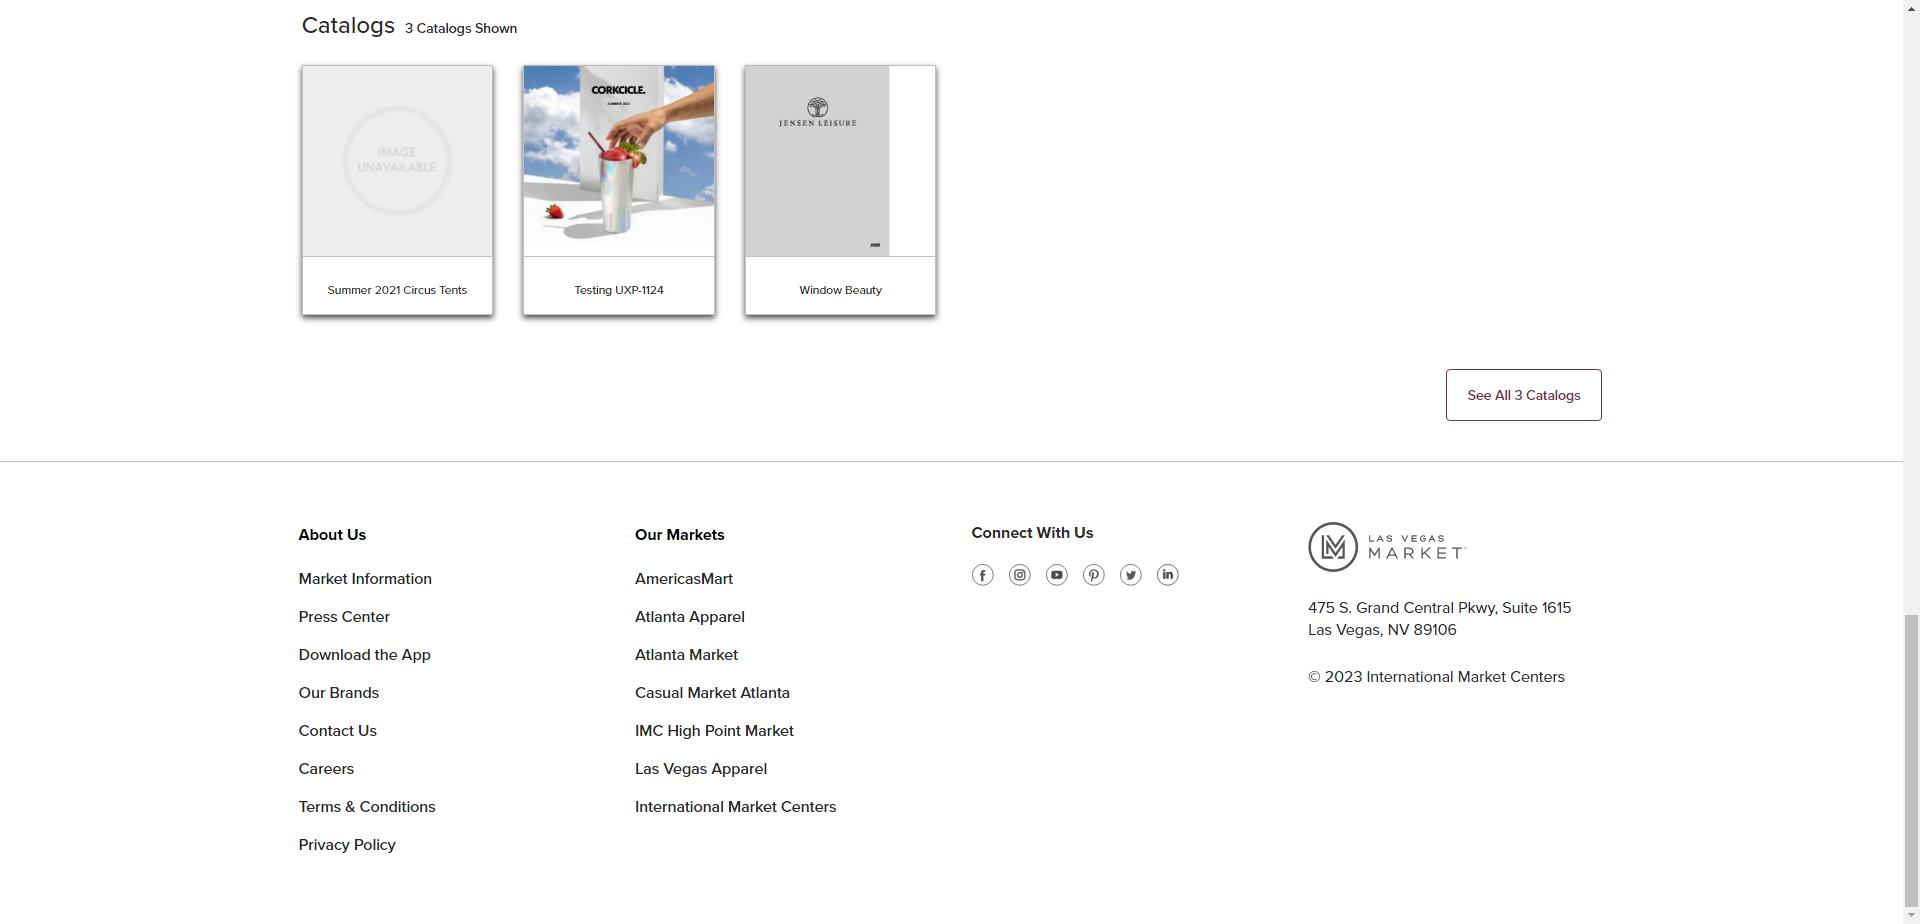 Catalogs 3 Catalogs Shown
IMAGE
UNAVAILABLE
Summer 2021 Circus Tents
CORKCICLE.
SUMMER 2021
Testing UXP-1124
JENSEN LEISURE
Window Beauty
See All 3 Catalogs
About Us
Market Information
Press Center
Download the App
Our Brands
Contact Us
Careers
Terms & Conditions
Privacy Policy
Our Markets
AmericasMart
Atlanta Apparel
Atlanta Market
Casual Market Atlanta
IMC High Point Market
Las Vegas Apparel
International Market Centers
Connect With Us
LAS VEGAS
MARKET
475 S. Grand Central Pkwy, Suite 1615
Las Vegas, NV 89106
© 2023 International Market Centers